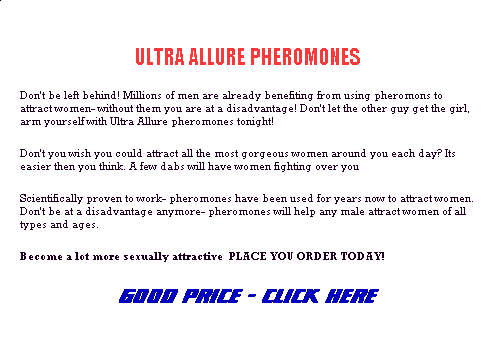 ULTRA ALLURE PHEROMONES
Don't be left behind! Millions of men are already benefiting from using pheromons to
attract women- without them you are at a disadvantage! Don't let the other guy get the girl,
arm yourself with Ultra Allure pheromones tonight!
Don't you wish you could attract all the most gorgeous women around you each day? Its
easier then you think. A few dabs will have women fighting over you
Scientifically proven to work- pheromones have been used for years now to attract women.
Don't be at a disadvantage anymore- pheromones will help any male attract women of all
types and ages.
Become a lot more sexually attractive PLACE YOU ORDER TODAY!
GOOD PRICE - CLICK HERE